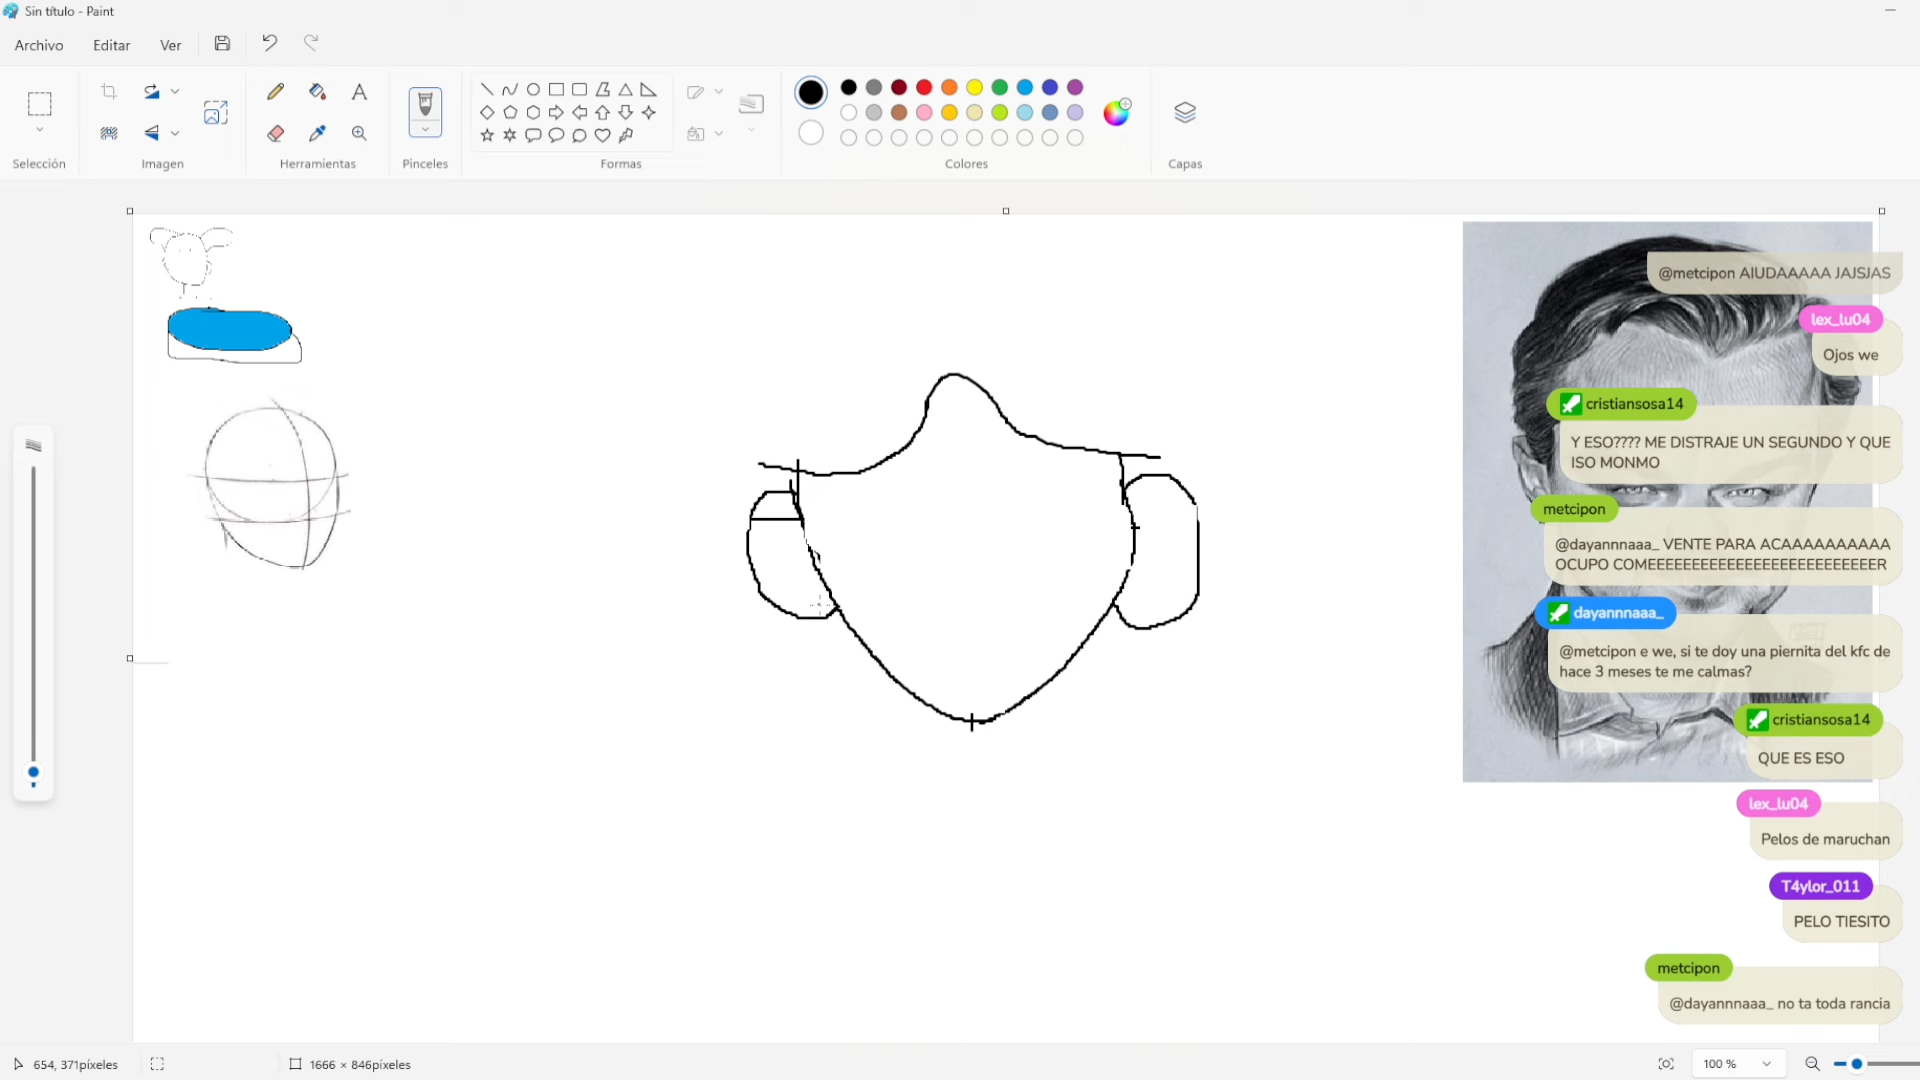 Sin título - Paint
Archivo
Editar
Ver
Selección
Imagen
Herramientas
Pinceles
Formas
Colores
Capas
@metcipon AIUDAAAAA JAJSJAS
lex_lu04
Ojos we
cristiansosa14
Y ESO???? ME DISTRAJE UN SEGUNDO Y QUE
ISO MONMO
metcipon
@dayannnaaa_ VENTE PARA ACAAAAAAAAAA
OCUPO COMEEEEEEEEEEEEEEEEEEEEEEEEEEER
dayannnaaa_
@metcipon e we, si te doy una piernita del kfc de
hace 3 meses te me calmas?
cristiansosa14
QUE ES ESO
lex_lu04
Pelos de maruchan
T4ylor_011
PELO TIESITO
metcipon
@dayannnaaa_ no ta toda rancia
654, 371píxeles
1666 × 846píxeles
100 %